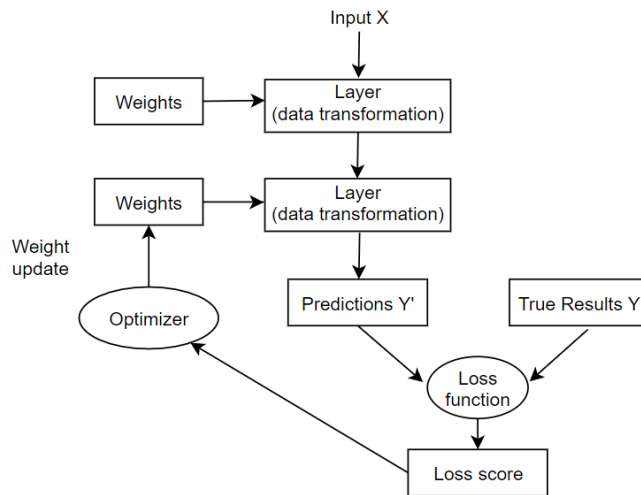 Input X
Weights
Layer
(data transformation)
Weights
Layer
(data transformation)
Weight
update
Optimizer
Predictions Y'
True Results Y
Loss
function
Loss score